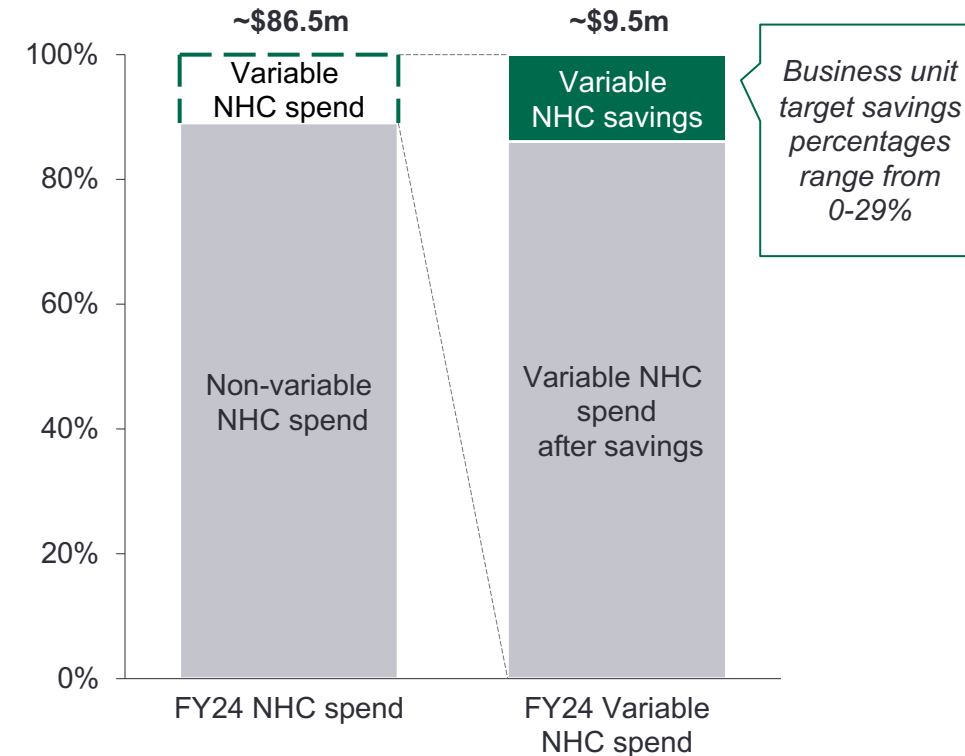 ~$86.5m
~$9.5m
100%
80%
60%
40%
20%
0%
Variable
NHC spend
Non-variable
NHC spend
Variable
NHC savings
Variable NHC
spend
after savings
Business unit
target savings
percentages
range from
0-29%
FY24 NHC spend
FY24 Variable
NHC spend